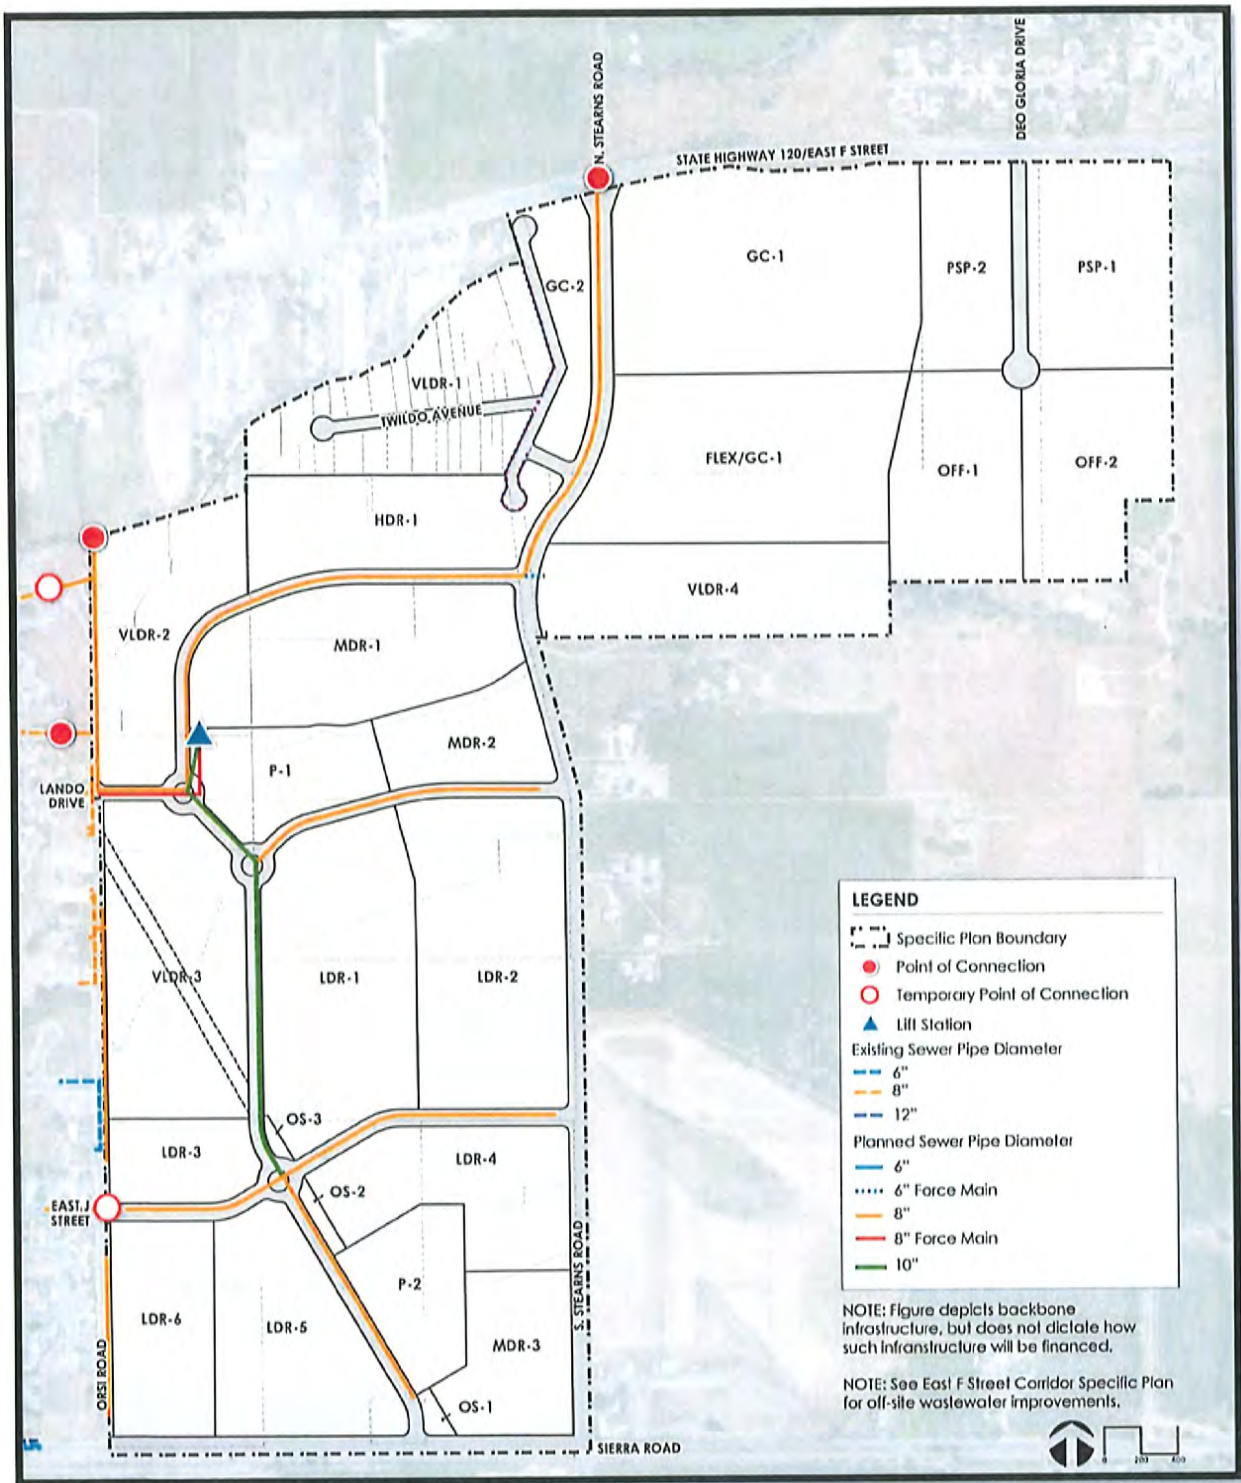 DEO GLORIA DRIVE
N. STEARNS ROAD
STATE HIGHWAY 120/EAST F STREET
GC-1
PSP-2
PSP-1
GC-2
VLDR-1
TWILDO AVENUE
FLEX/GC-1
OFF-1
OFF-2
HDR-1
VLDR-4
VLDR-2
MDR-1
MDR-2
P-1
LANDO
DRIVE
VLDR-3
LDR-1
LDR-2
OS-3
LDR-3
LDR-4
OS-2
EAST J
STREET
S. STEARNS ROAD
P-2
LDR-6
LDR-5
MDR-3
ORSI ROAD
OS-1
SIERRA ROAD
LEGEND
Specific Plan Boundary
Point of Connection
Temporary Point of Connection
Lift Station
Existing Sewer Pipe Diameter
6"
8"
12"
Planned Sewer Pipe Diameter
6"
6" Force Main
8"
8" Force Main
10"
NOTE: Figure depicts backbone
infrastructure, but does not dictate how
such infranstructure will be financed.
NOTE: See East F Street Corridor Specific Plan
for off-site wastewater improvements.
0 200 400